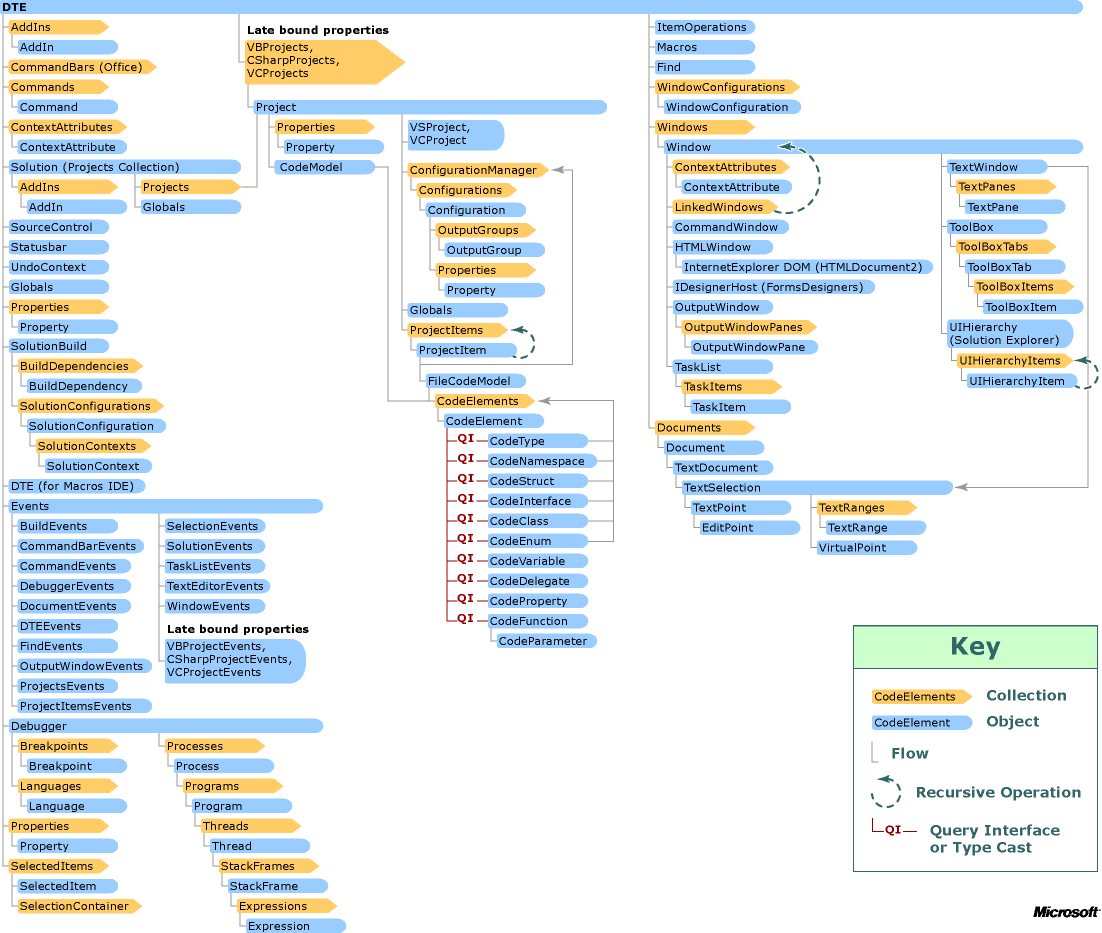 DTE
AddIns
AddIn
CommandBars (Office)
Commands
Command
ContextAttributes
ContextAttribute
Solution (Projects Collection)
AddIns
AddIn
Projects
Globals
SourceControl
Statusbar
UndoContext
Globals
Properties
Property
SolutionBuild
BuildDependencies
BuildDependency
SolutionConfigurations
SolutionConfiguration
SolutionContexts
SolutionContext
DTE (for Macros IDE)
Events
BuildEvents
CommandBarEvents
CommandEvents
DebuggerEvents
DocumentEvents
DTEEvents
FindEvents
OutputWindowEvents
ProjectsEvents
ProjectItemsEvents
SelectionEvents
SolutionEvents
TaskListEvents
TextEditorEvents
WindowEvents
Late bound properties
VBProjectEvents,
CSharpProjectEvents,
VCProjectEvents
Debugger
Breakpoints
Breakpoint
Languages
Language
Processes
Process
Programs
Program
Threads
Thread
StackFrames
StackFrame
Expressions
Expression
Properties
Property
SelectedItems
SelectedItem
SelectionContainer
Late bound properties
VBProjects,
CSharpProjects,
VCProjects
Project
Properties
Property
CodeModel
VSProject,
VCProject
ConfigurationManager
Configurations
Configuration
OutputGroups
OutputGroup
Properties
Property
Globals
ProjectItems
ProjectItem
FileCodeModel
CodeElements
CodeElement
QI CodeType
QI CodeNamespace
QI CodeStruct
QI CodeInterface
QI CodeClass
QI CodeEnum
QI CodeVariable
QI CodeDelegate
QI CodeProperty
QI CodeFunction
CodeParameter
ItemOperations
Macros
Find
WindowConfigurations
WindowConfiguration
Windows
Window
ContextAttributes
ContextAttribute
LinkedWindows
CommandWindow
HTMLWindow
InternetExplorer DOM (HTMLDocument2)
IDesignerHost (FormsDesigners)
OutputWindow
OutputWindowPanes
OutputWindowPane
TaskList
TaskItems
TaskItem
TextWindow
TextPanes
TextPane
ToolBox
ToolBoxTabs
ToolBoxTab
ToolBoxItems
ToolBoxItem
UIHierarchy
(Solution Explorer)
UIHierarchyItems
UIHierarchyItem
Documents
Document
TextDocument
TextSelection
TextPoint
EditPoint
TextRanges
TextRange
VirtualPoint
Key
CodeElements Collection
CodeElement Object
Flow
Recursive Operation
QI Query Interface
or Type Cast
Microsoft